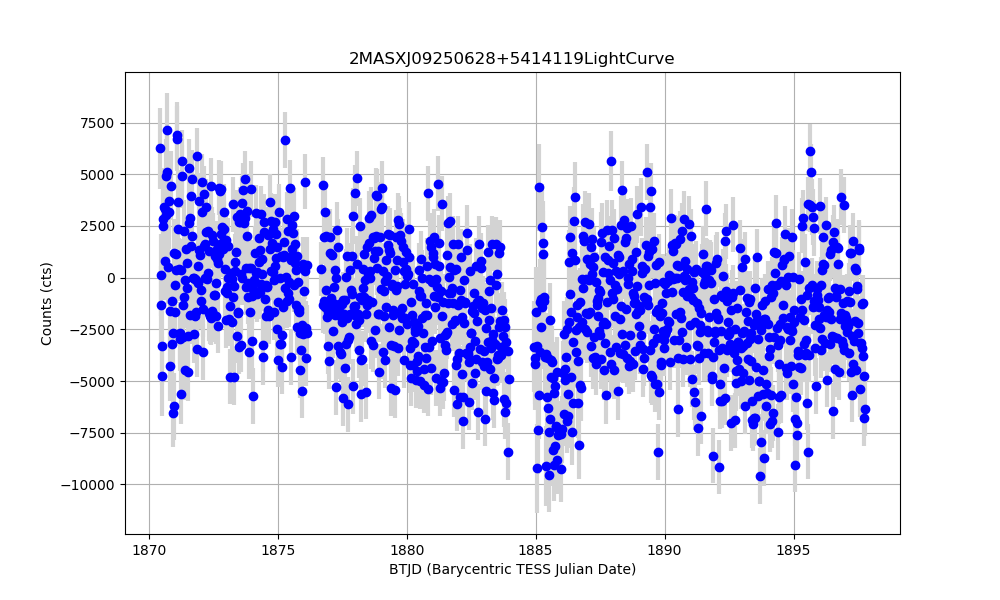 2MASXJ09250628+5414119LightCurve
7500
5000
2500
0
−2500
−5000
−7500
−10000
Counts (cts)
1870 1875 1880 1885 1890 1895
BTJD (Barycentric TESS Julian Date)